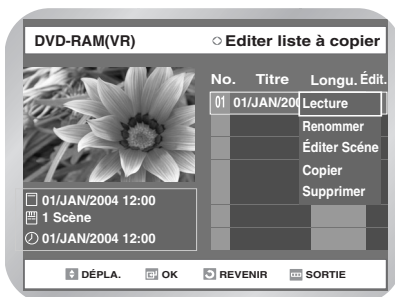 DVD-RAM(VR) Editer liste à copier
No. Titre Longu. Édit.
01 01/JAN/200 Lecture
Renommer
Éditer Scéne
Copier
Supprimer
01/JAN/2004 12:00
1 Scène
01/JAN/2004 12:00
DÉPLA. OK REVENIR SORTIE